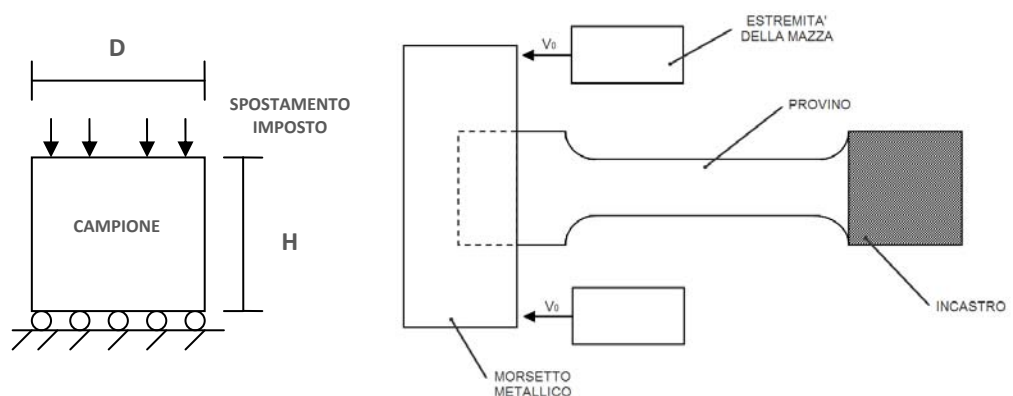 D
SPOSTAMENTO
IMPOSTO
CAMPIONE
H
ESTREMITA'
DELLA MAZZA
V₀
PROVINO
V₀
INCASTRO
MORSETTO
METALLICO